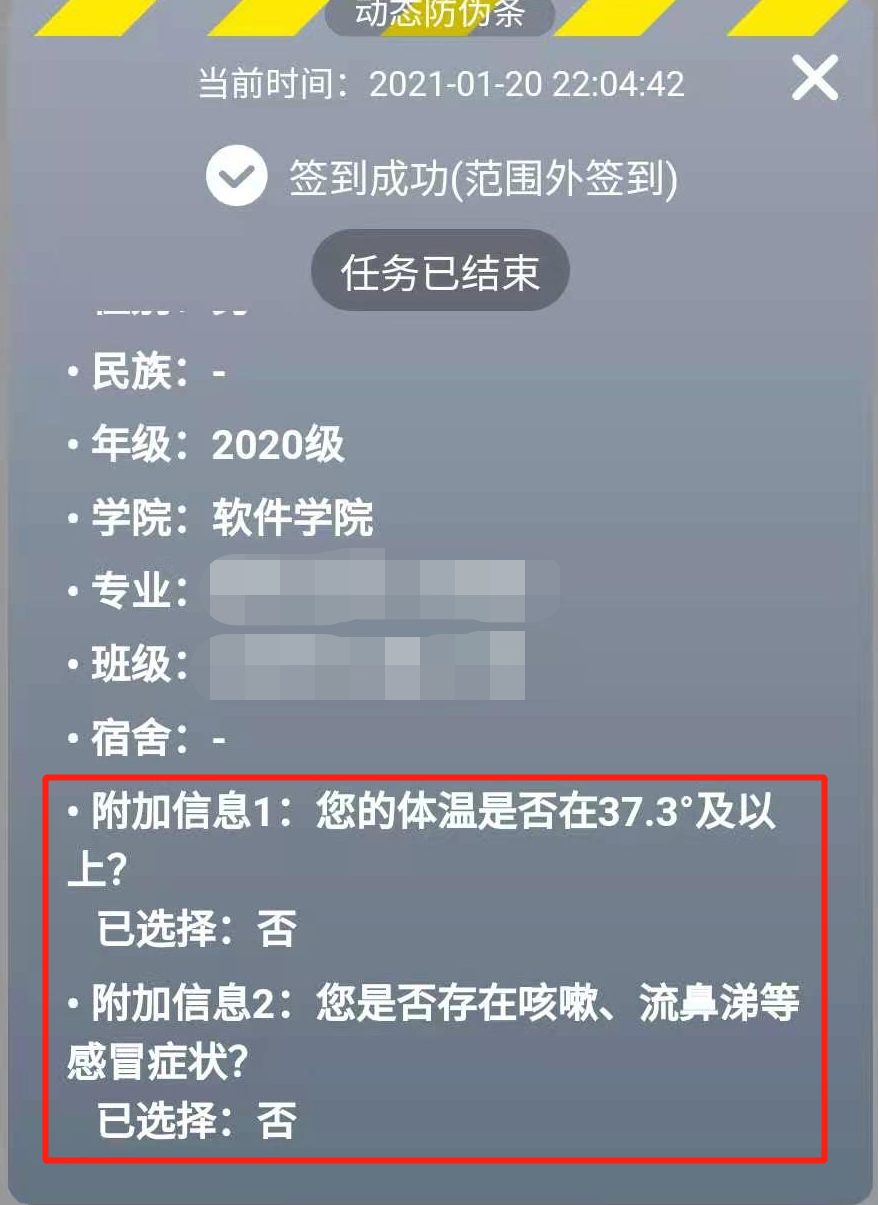 动态防伪条
当前时间：2021-01-20 22:04:42
签到成功(范围外签到)
任务已结束
• 民族：-
• 年级：2020级
• 学院：软件学院
• 专业：
• 班级：
• 宿舍：-
• 附加信息1：您的体温是否在37.3°及以
上？
已选择：否
• 附加信息2：您是否存在咳嗽、流鼻涕等
感冒症状？
已选择：否